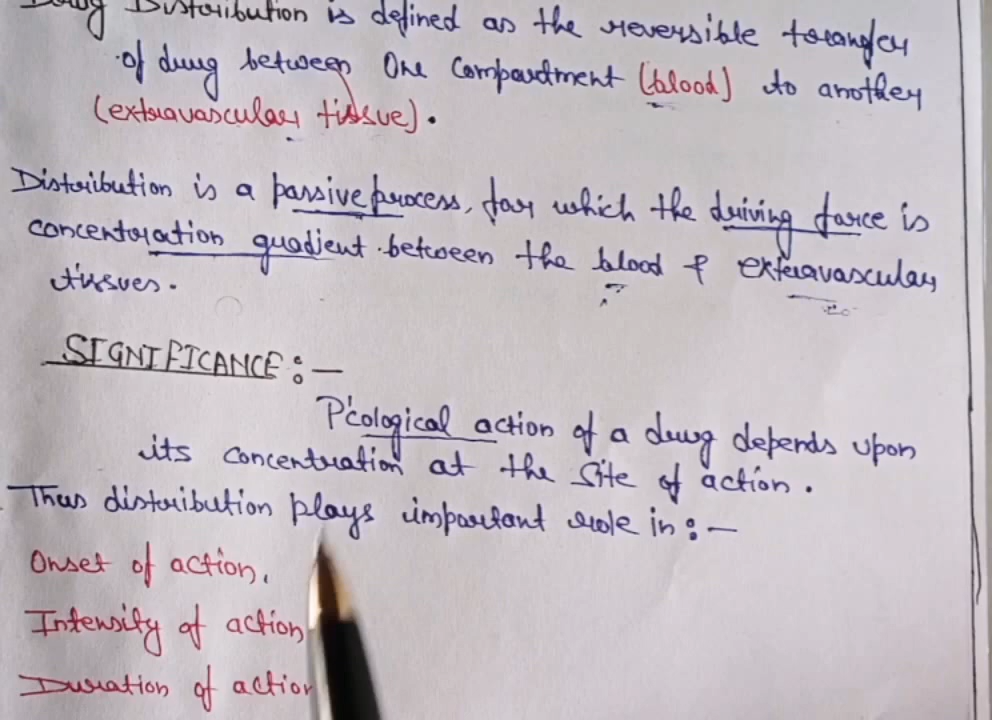 Drug Distribution is defined as the reversible transfer
of drug between One Compartment (blood) to another
(extravascular tissue).
Distribution is a passive process, for which the driving force is
concentration gradient between the blood & extravascular
tissues.
SIGNIFICANCE:-
P'cological action of a drug depends upon
its concentration at the Site of action.
Thus distribution plays important role in:-
Onset of action,
Intensity of action
Duration of action